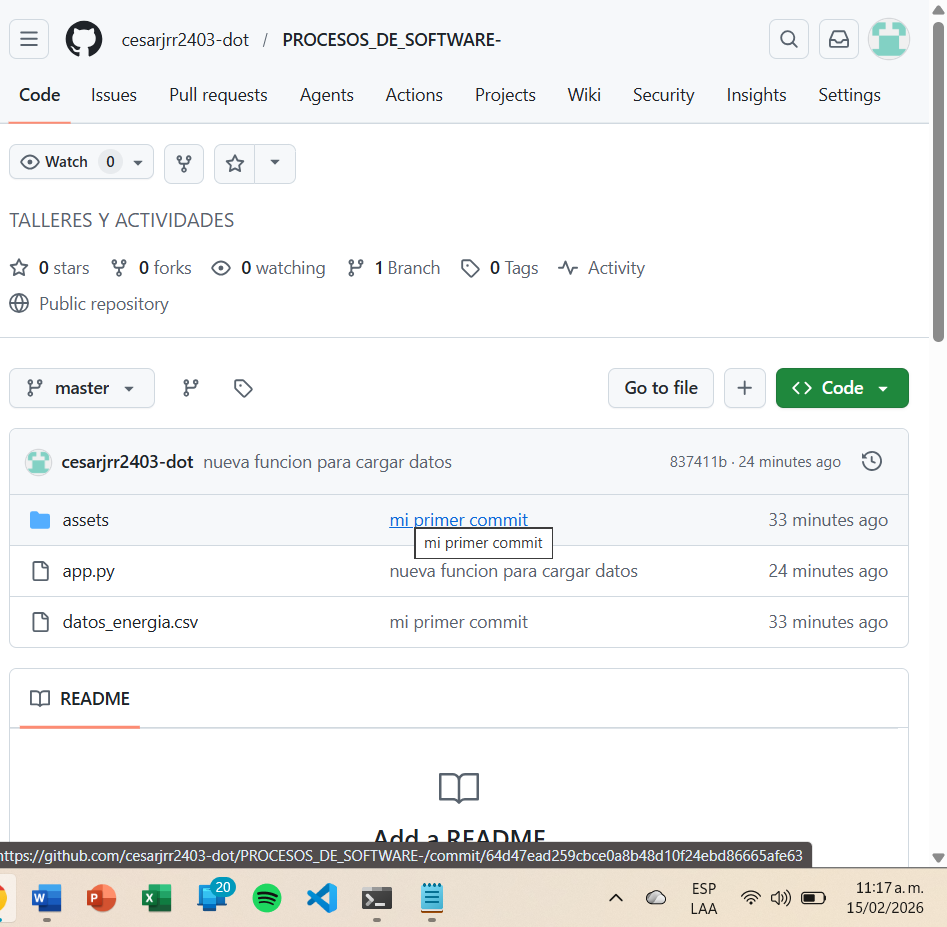 cesarjrr2403-dot / PROCESOS_DE_SOFTWARE-
Code Issues Pull requests Agents Actions Projects Wiki Security Insights Settings
Watch 0
TALLERES Y ACTIVIDADES
0 stars 0 forks 0 watching 1 Branch 0 Tags Activity
Public repository
master Go to file Code
cesarjrr2403-dot nueva funcion para cargar datos 837411b · 24 minutes ago
assets mi primer commit 33 minutes ago
mi primer commit
app.py nueva funcion para cargar datos 24 minutes ago
datos_energia.csv mi primer commit 33 minutes ago
README
Add a README
https://github.com/cesarjrr2403-dot/PROCESOS_DE_SOFTWARE-/commit/64d47ead259cbce0a8b48d10f24ebd86665afe63
W P X 20 ESP 11:17 a. m.
LAA 15/02/2026